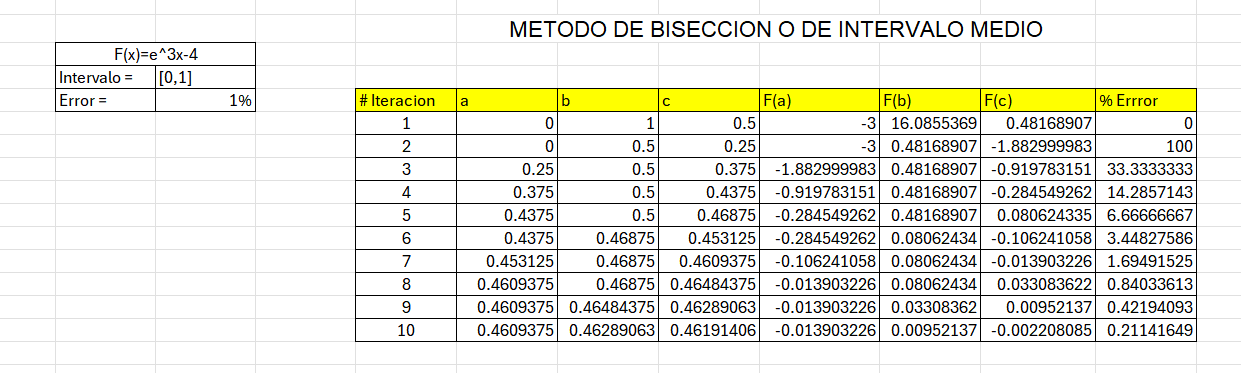 METODO DE BISECCION O DE INTERVALO MEDIO
F(x)=e^3x-4
Intervalo = [0,1]
Error = 1%
# Iteracion a b c F(a) F(b) F(c) % Errror
1 0 1 0.5 -3 16.0855369 0.48168907 0
2 0 0.5 0.25 -3 0.48168907 -1.882999983 100
3 0.25 0.5 0.375 -1.882999983 0.48168907 -0.919783151 33.3333333
4 0.375 0.5 0.4375 -0.919783151 0.48168907 -0.284549262 14.2857143
5 0.4375 0.5 0.46875 -0.284549262 0.48168907 0.080624335 6.66666667
6 0.4375 0.46875 0.453125 -0.284549262 0.08062434 -0.106241058 3.44827586
7 0.453125 0.46875 0.4609375 -0.106241058 0.08062434 -0.013903226 1.69491525
8 0.4609375 0.46875 0.46484375 -0.013903226 0.08062434 0.033083622 0.84033613
9 0.4609375 0.46484375 0.46289063 -0.013903226 0.03308362 0.00952137 0.42194093
10 0.4609375 0.46289063 0.46191406 -0.013903226 0.00952137 -0.002208085 0.21141649